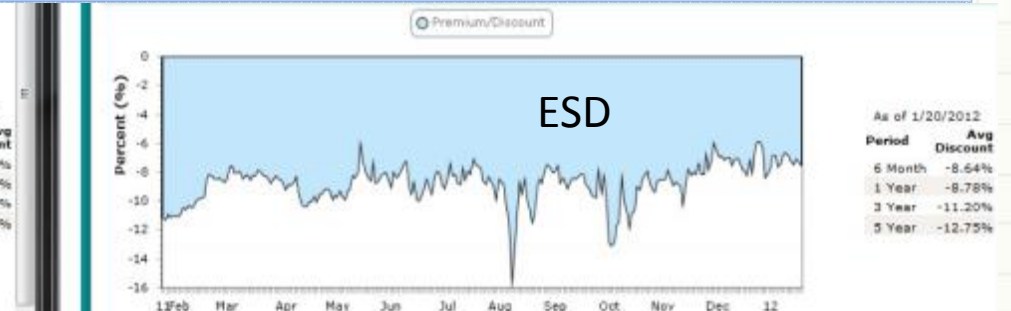 Premium/Discount
Percent (%)
0
-2
-4
-6
-8
-10
-12
-14
-16
ESD
11Feb Mar Apr May Jun Jul Aug Sep Oct Nov Dec 12
As of 1/20/2012
Period Avg Discount
6 Month -8.64%
1 Year -8.78%
3 Year -11.20%
5 Year -12.75%
vg
nt
%
%
%
%